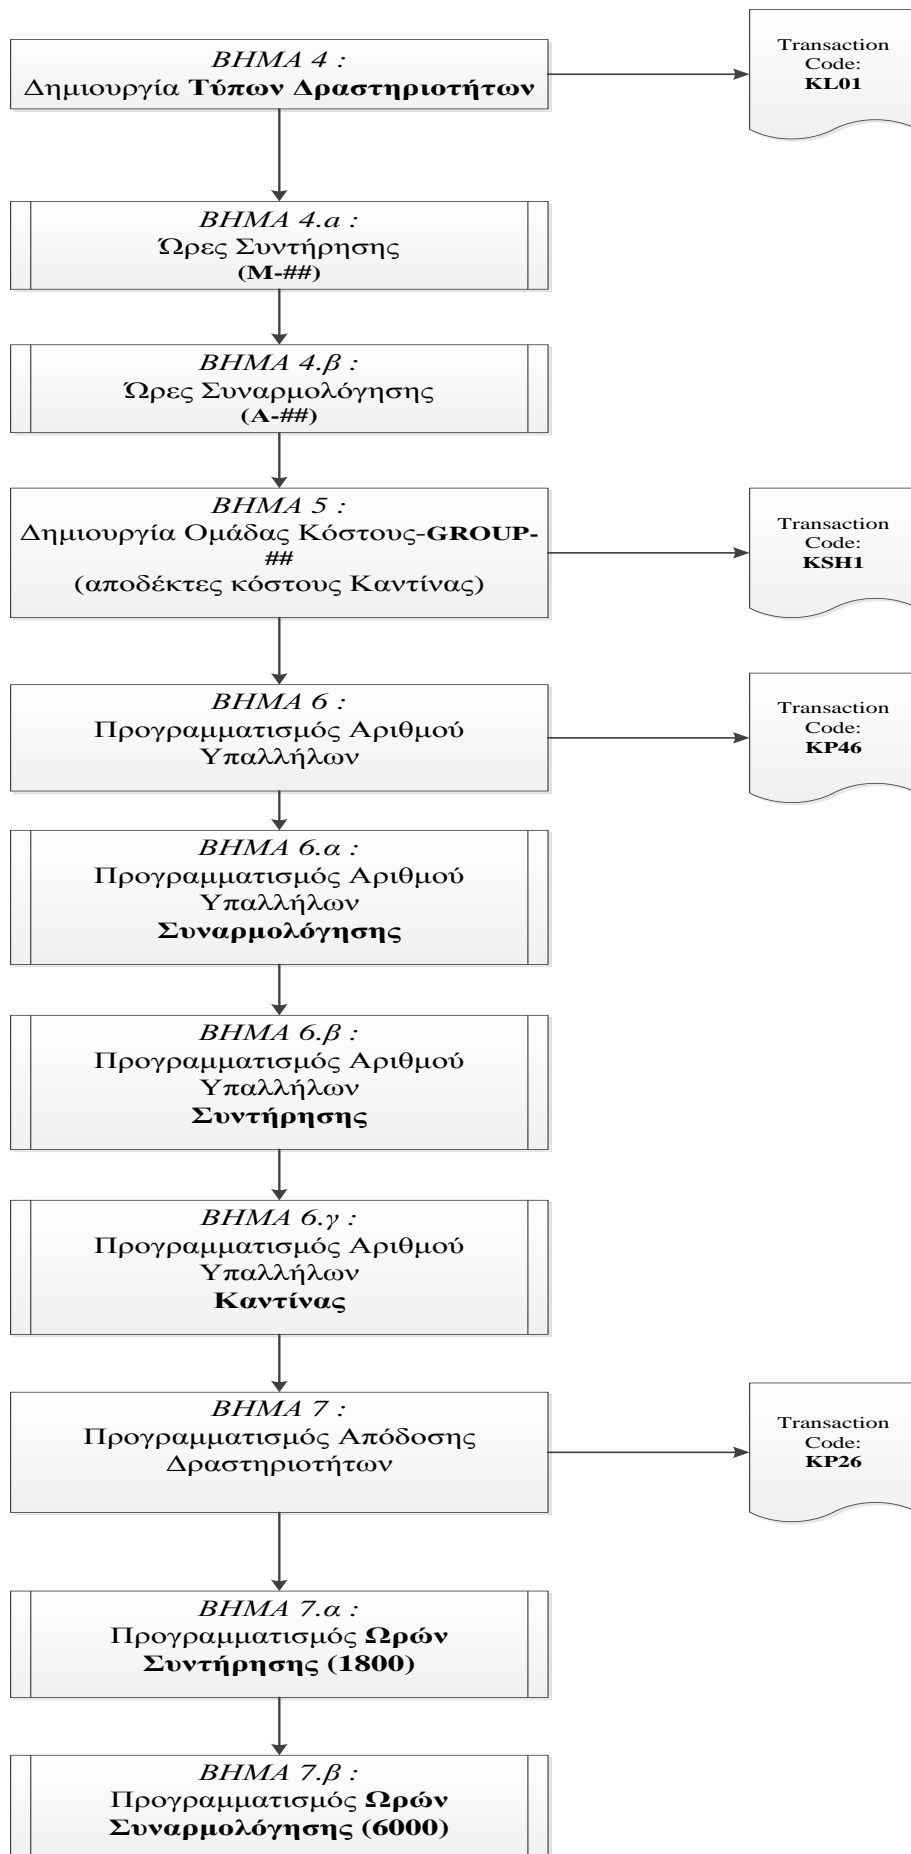 ΒΗΜΑ 4 :
Δημιουργία Τύπων Δραστηριοτήτων
Transaction
Code:
KL01
ΒΗΜΑ 4.α :
Ώρες Συντήρησης
(M-##)
ΒΗΜΑ 4.β :
Ώρες Συναρμολόγησης
(A-##)
ΒΗΜΑ 5 :
Δημιουργία Ομάδας Κόστους-GROUP-
##
(αποδέκτες κόστους Καντίνας)
Transaction
Code:
KSH1
ΒΗΜΑ 6 :
Προγραμματισμός Αριθμού
Υπαλλήλων
Transaction
Code:
KP46
ΒΗΜΑ 6.α :
Προγραμματισμός Αριθμού
Υπαλλήλων
Συναρμολόγησης
ΒΗΜΑ 6.β :
Προγραμματισμός Αριθμού
Υπαλλήλων
Συντήρησης
ΒΗΜΑ 6.γ :
Προγραμματισμός Αριθμού
Υπαλλήλων
Καντίνας
ΒΗΜΑ 7 :
Προγραμματισμός Απόδοσης
Δραστηριοτήτων
Transaction
Code:
KP26
ΒΗΜΑ 7.α :
Προγραμματισμός Ωρών
Συντήρησης (1800)
ΒΗΜΑ 7.β :
Προγραμματισμός Ωρών
Συναρμολόγησης (6000)